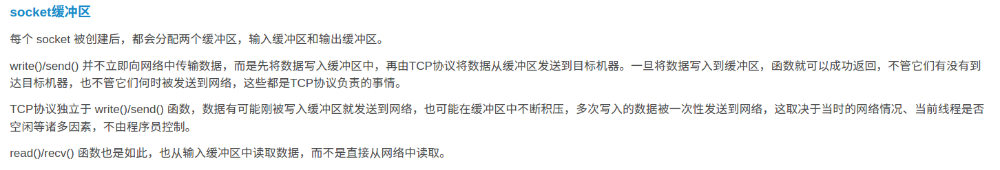 socket缓冲区
每个 socket 被创建后，都会分配两个缓冲区，输入缓冲区和输出缓冲区。
write()/send() 并不立即向网络中传输数据，而是先将数据写入缓冲区中，再由TCP协议将数据从缓冲区发送到目标机器。一旦将数据写入到缓冲区，函数就可以成功返回，不管它们有没有到
达目标机器，也不管它们何时被发送到网络，这些都是TCP协议负责的事情。
TCP协议独立于 write()/send() 函数，数据有可能刚被写入缓冲区就发送到网络，也可能在缓冲区中不断积压，多次写入的数据被一次性发送到网络，这取决于当时的网络情况、当前线程是否
空闲等诸多因素，不由程序员控制。
read()/recv() 函数也是如此，也从输入缓冲区中读取数据，而不是直接从网络中读取。